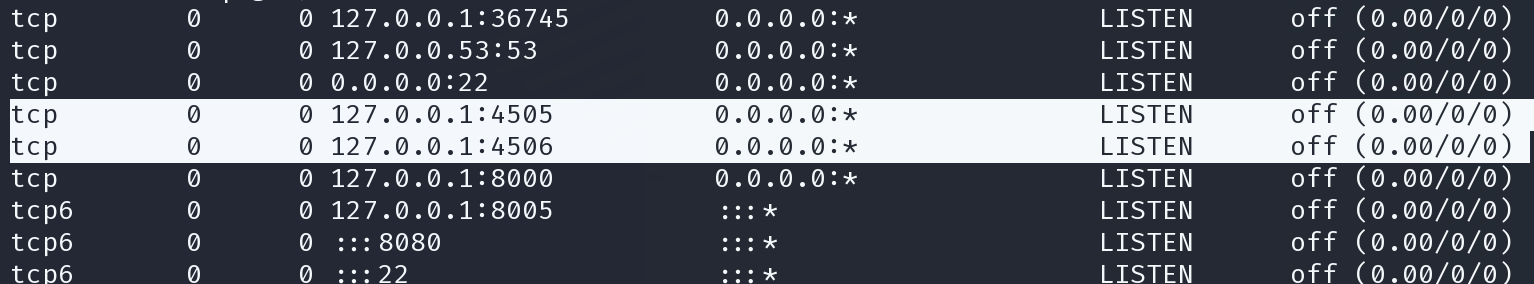 tcp 0 0 127.0.0.1:36745 0.0.0.0:* LISTEN off (0.00/0/0)
tcp 0 0 127.0.0.53:53 0.0.0.0:* LISTEN off (0.00/0/0)
tcp 0 0 0.0.0.0:22 0.0.0.0:* LISTEN off (0.00/0/0)
tcp 0 0 127.0.0.1:4505 0.0.0.0:* LISTEN off (0.00/0/0)
tcp 0 0 127.0.0.1:4506 0.0.0.0:* LISTEN off (0.00/0/0)
tcp 0 0 127.0.0.1:8000 0.0.0.0:* LISTEN off (0.00/0/0)
tcp6 0 0 127.0.0.1:8005 :::* LISTEN off (0.00/0/0)
tcp6 0 0 :::8080 :::* LISTEN off (0.00/0/0)
tcp6 0 0 :::22 :::* LISTEN off (0.00/0/0)